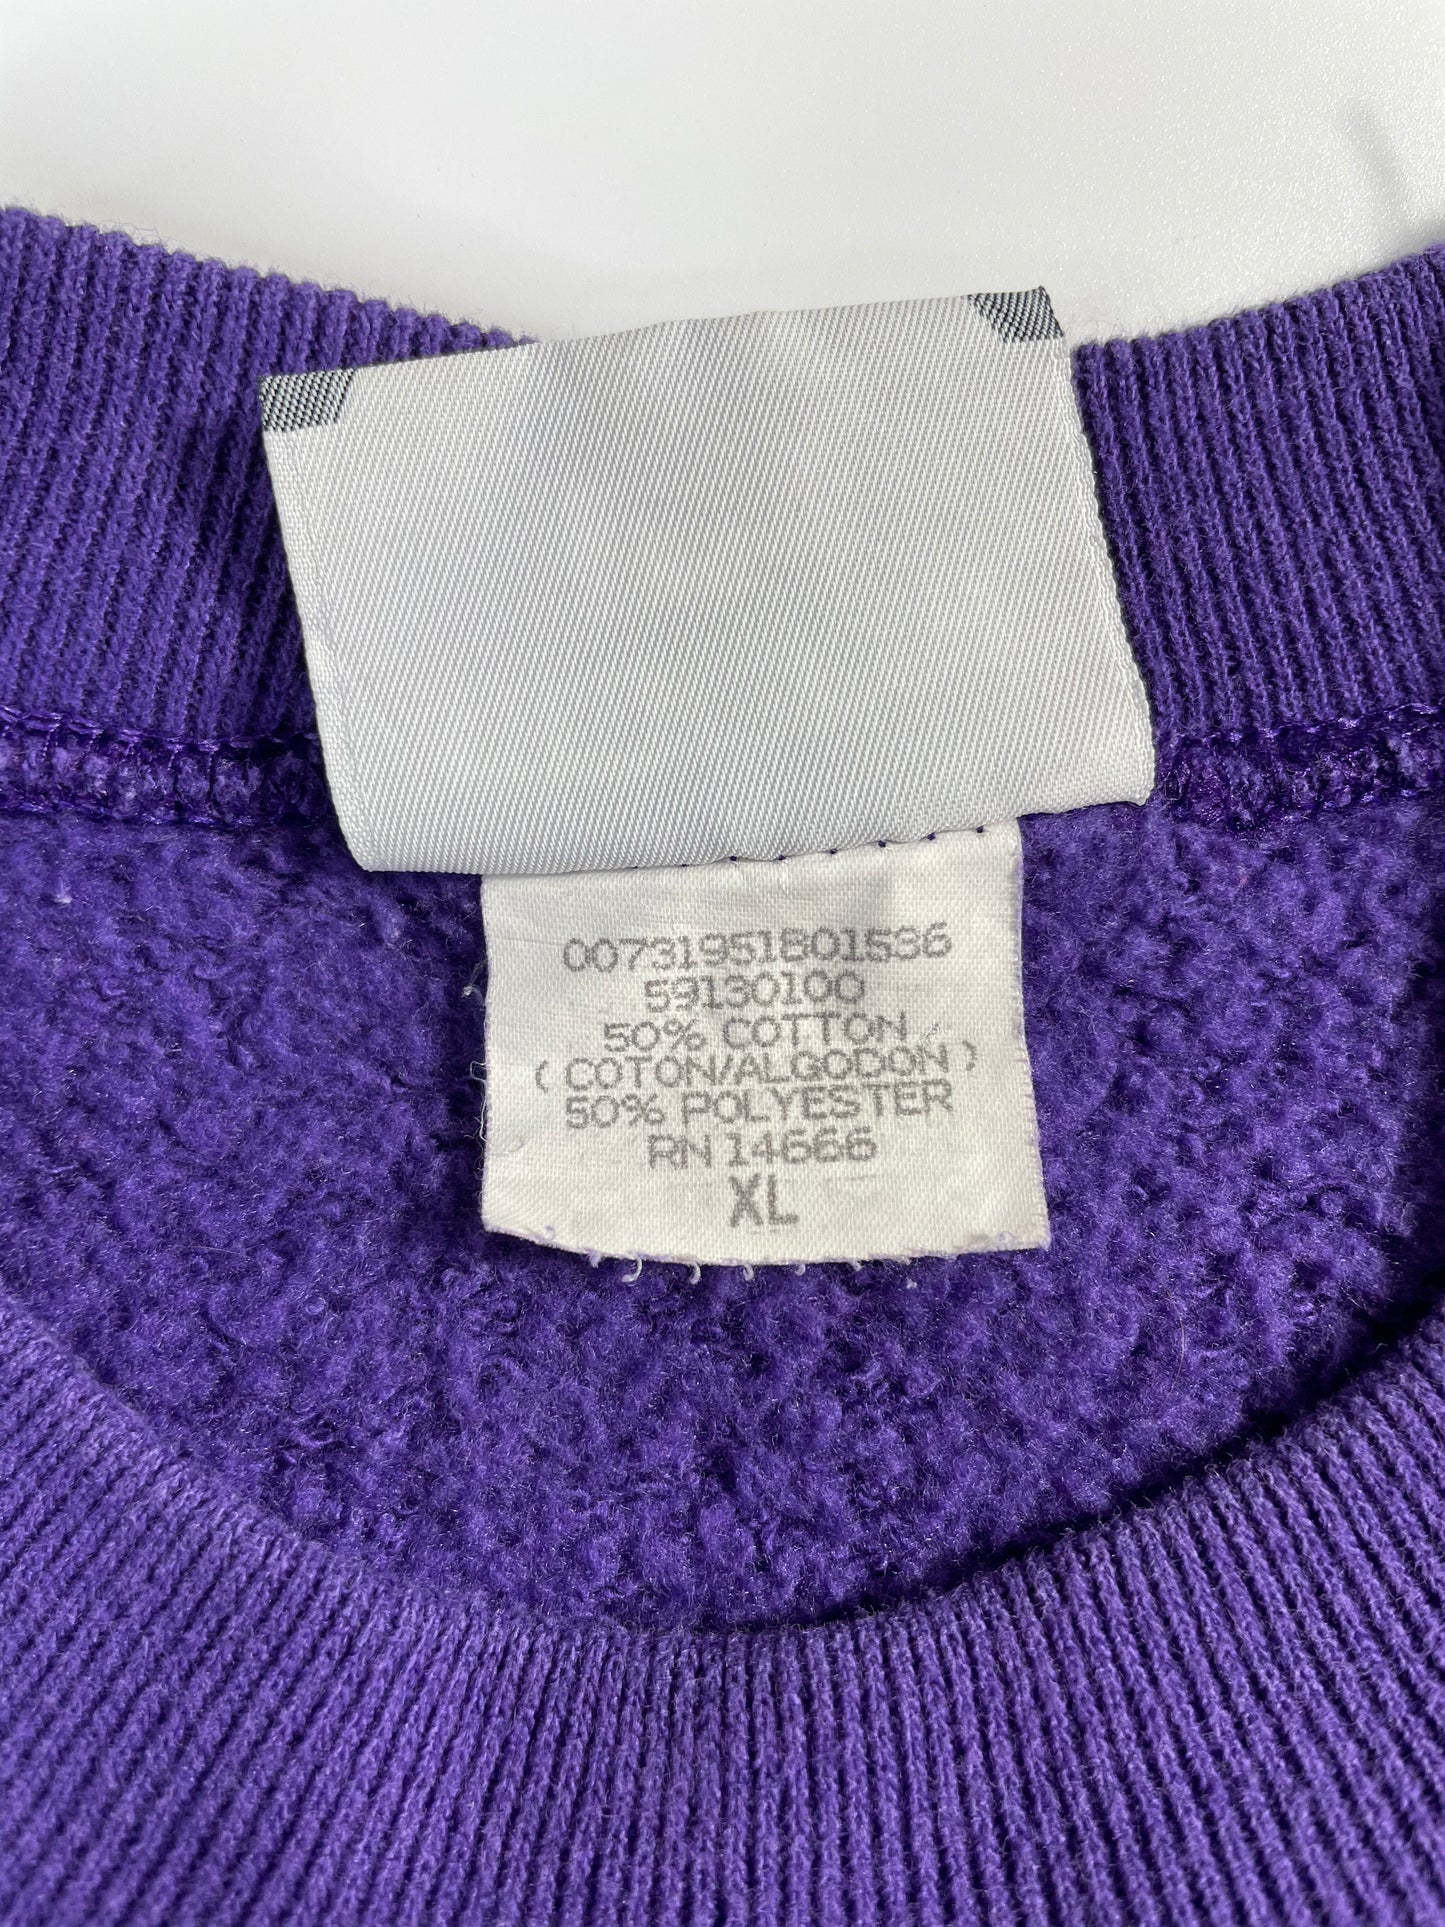 00731951801536
59130100
50% COTTON
(COTON/ALGODON)
50% POLYESTER
RN 14666
XL